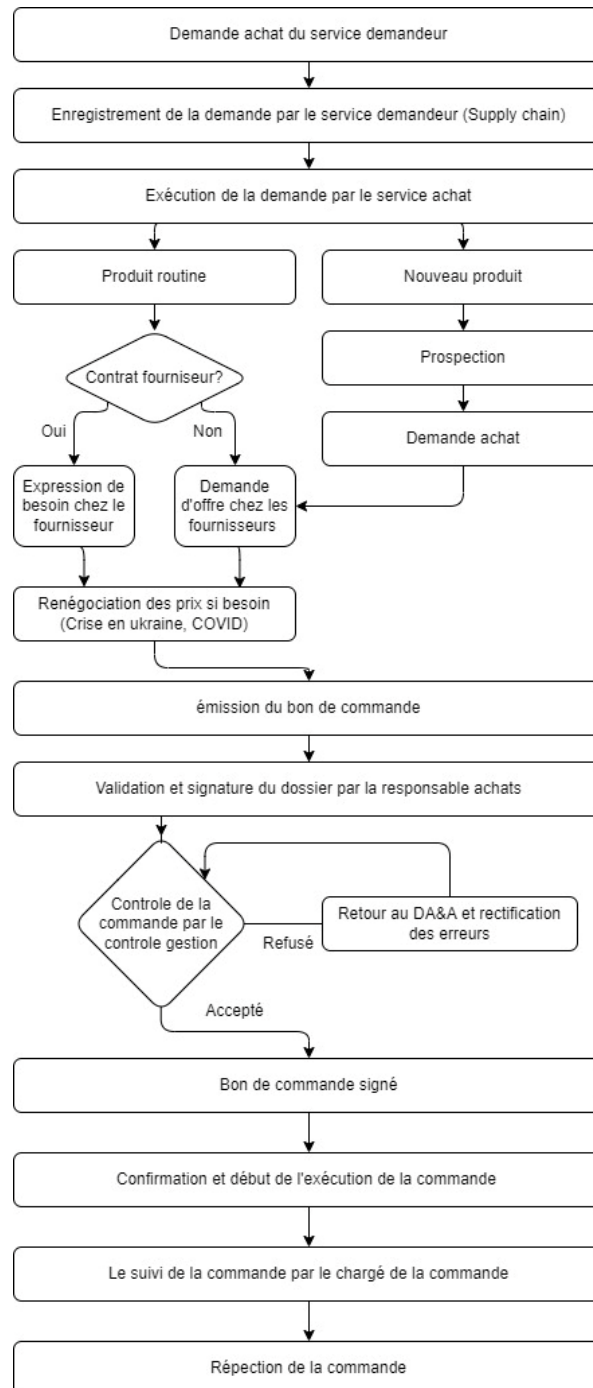 Demande achat du service demandeur
Enregistrement de la demande par le service demandeur (Supply chain)
Exécution de la demande par le service achat
Produit routine
Nouveau produit
Contrat fourniseur?
Prospection
Oui
Non
Demande achat
Expression de
besoin chez le
fournisseur
Demande
d'offre chez les
fournisseurs
Renégociation des prix si besoin
(Crise en ukraine, COVID)
émission du bon de commande
Validation et signature du dossier par la responsable achats
Controle de la
commande par le
controle gestion
Refusé
Retour au DA&A et rectification
des erreurs
Accepté
Bon de commande signé
Confirmation et début de l'exécution de la commande
Le suivi de la commande par le chargé de la commande
Répection de la commande